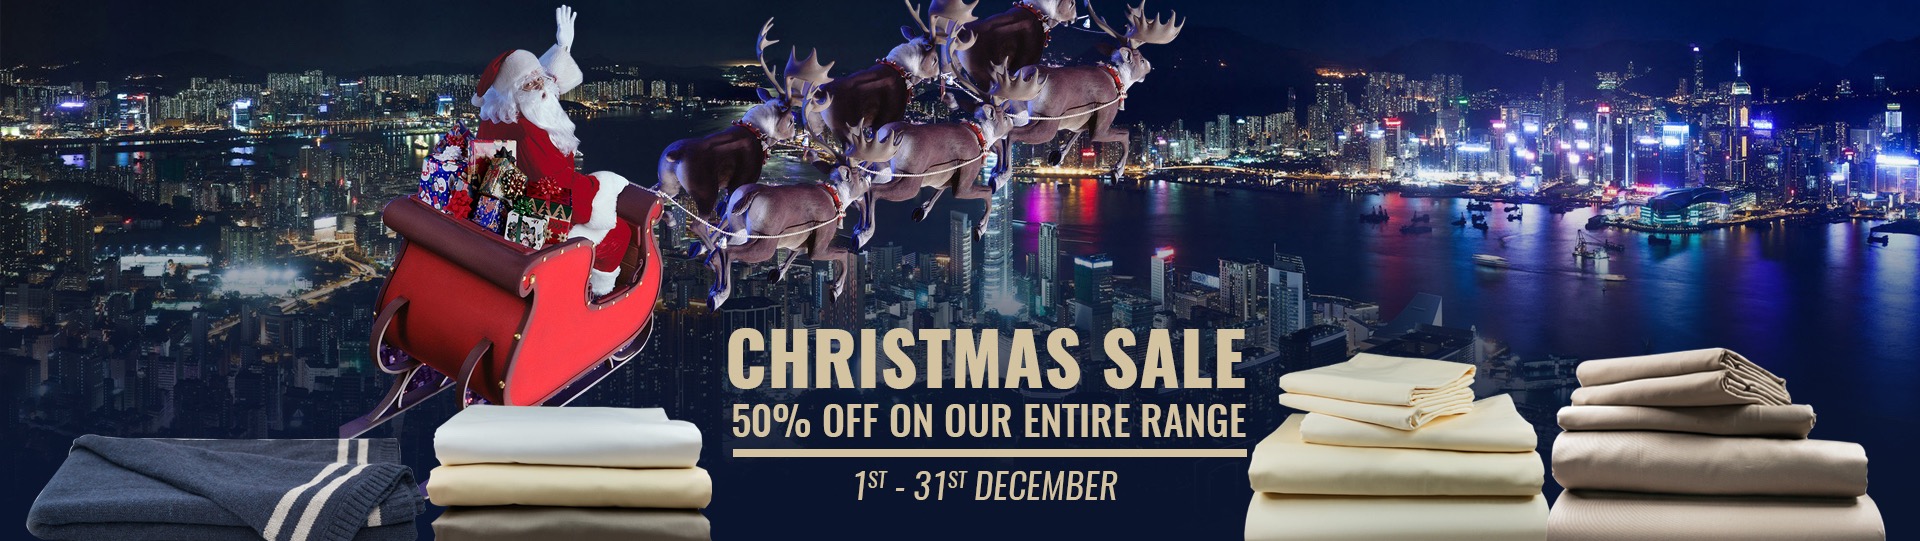 CHRISTMAS SALE
50% OFF ON OUR ENTIRE RANGE
1ST - 31ST DECEMBER